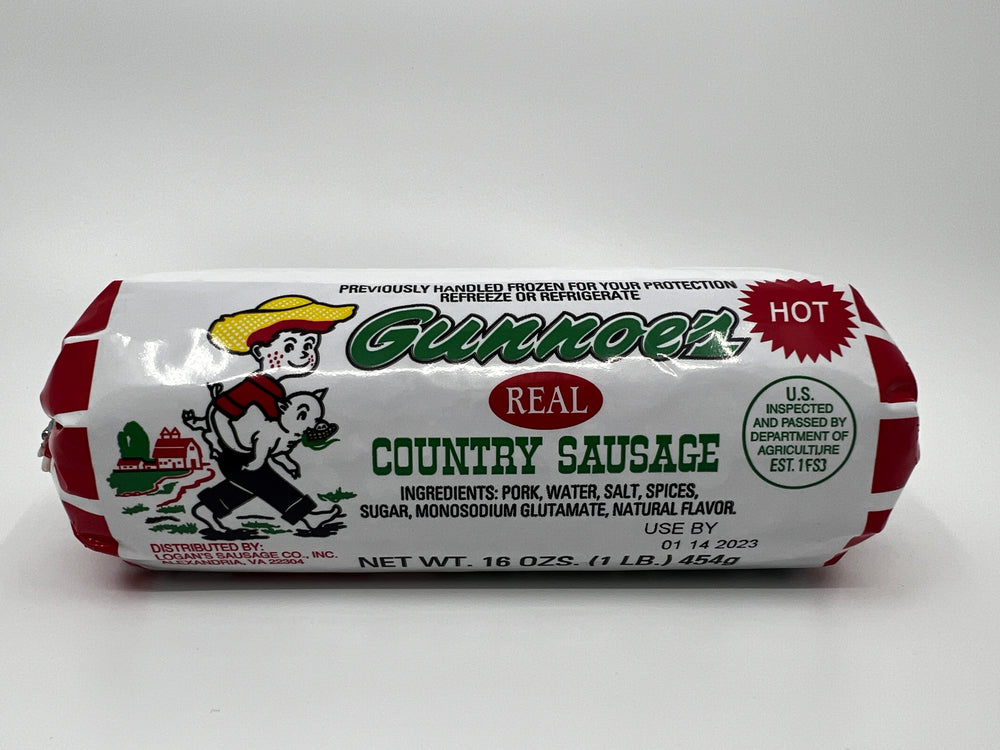 PREVIOUSLY HANDLED FROZEN FOR YOUR PROTECTION
REFREEZE OR REFRIGERATE
Gunnoe's
HOT
REAL
COUNTRY SAUSAGE
U.S.
INSPECTED
AND PASSED BY
DEPARTMENT OF
AGRICULTURE
EST. 1FS3
INGREDIENTS: PORK, WATER, SALT, SPICES,
SUGAR, MONOSODIUM GLUTAMATE, NATURAL FLAVOR.
USE BY
01 14 2023
DISTRIBUTED BY:
LOGAN'S SAUSAGE CO., INC.
ALEXANDRIA, VA 22304
NET WT. 16 OZS. (1 LB.) 454g